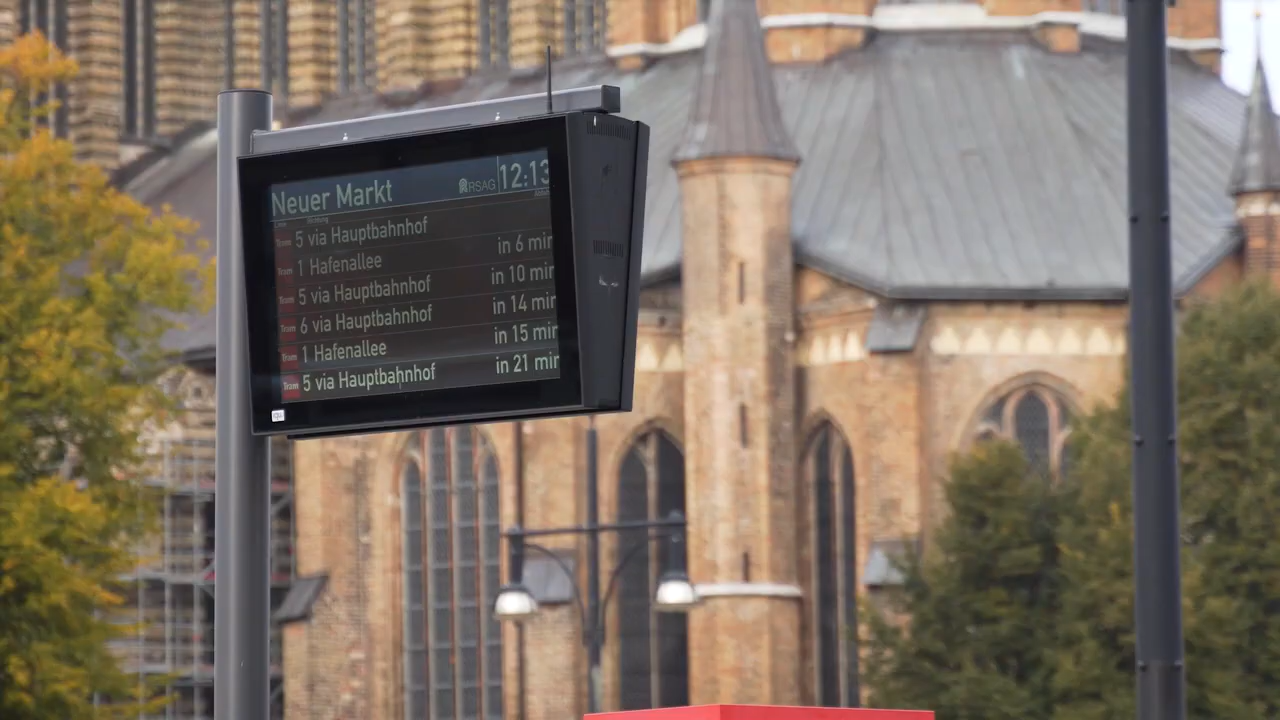 Neuer Markt RSAG 12:13
Tram 5 via Hauptbahnhof
Tram 1 Hafenallee in 6 min
Tram 5 via Hauptbahnhof in 10 min
Tram 6 via Hauptbahnhof in 14 min
Tram 1 Hafenallee in 15 min
Tram 5 via Hauptbahnhof in 21 min